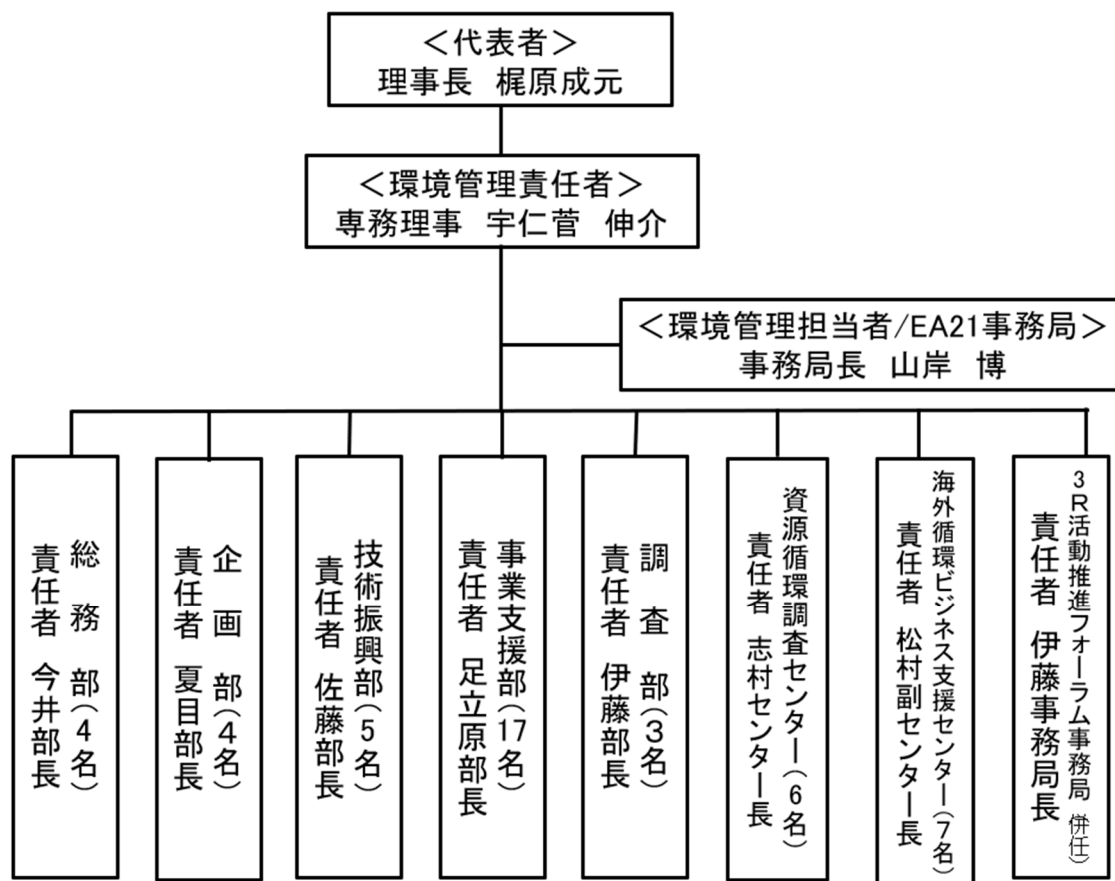 ＜代表者＞
理事長　梶原成元
＜環境管理責任者＞
専務理事　宇仁菅　伸介
＜環境管理担当者/EA21事務局＞
事務局長　山岸　博
総　務　部(4名)
責任者　今井部長
企　画　部(4名)
責任者　夏目部長
技術振興部(5名)
責任者　佐藤部長
事業支援部(17名)
責任者　足立原部長
調　査　部(3名)
責任者　伊藤部長
資源循環調査センター(6名)
責任者　志村センター長
海外循環ビジネス支援センター(7名)
責任者　松村副センター長
3R活動推進フォーラム事務局(併任)
責任者　伊藤事務局長